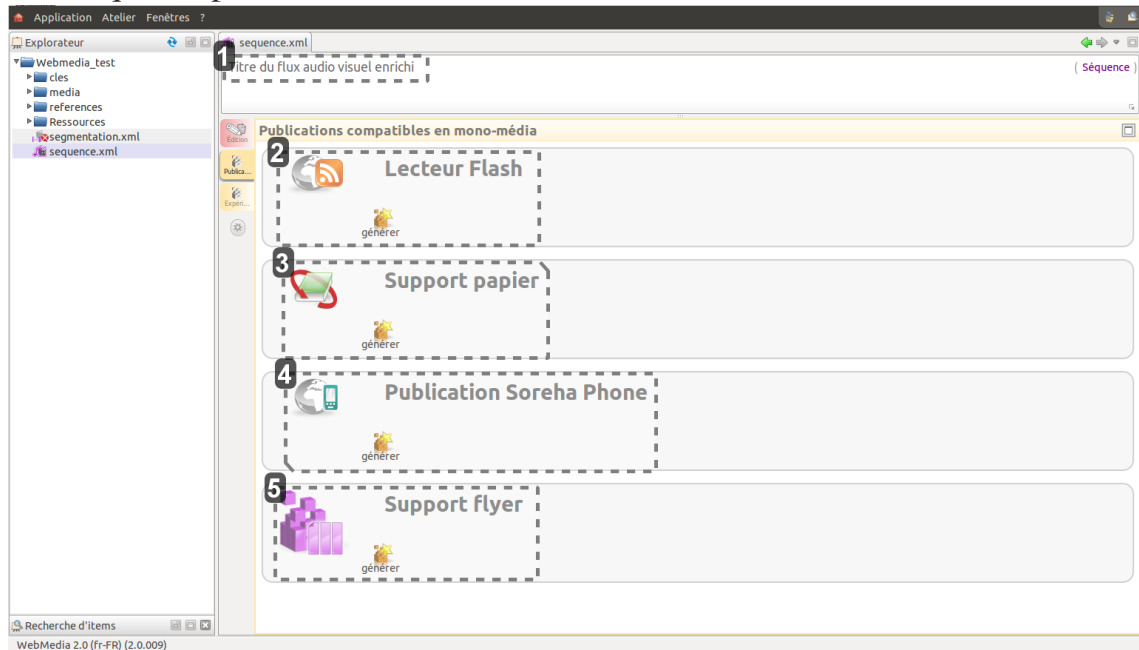 Application Atelier Fenêtres ?
Explorateur
Webmedia_test
cles
media
references
Ressources
segmentation.xml
sequence.xml
Recherche d'items
WebMedia 2.0 (fr-FR) (2.0.009)
equence.xml
1
Titre du flux audio visuel enrichi
( Séquence )
Edition
Publica...
Expéri...
Publications compatibles en mono-média
2
Lecteur Flash
générer
3
Support papier
générer
4
Publication Soreha Phone
générer
5
Support flyer
générer